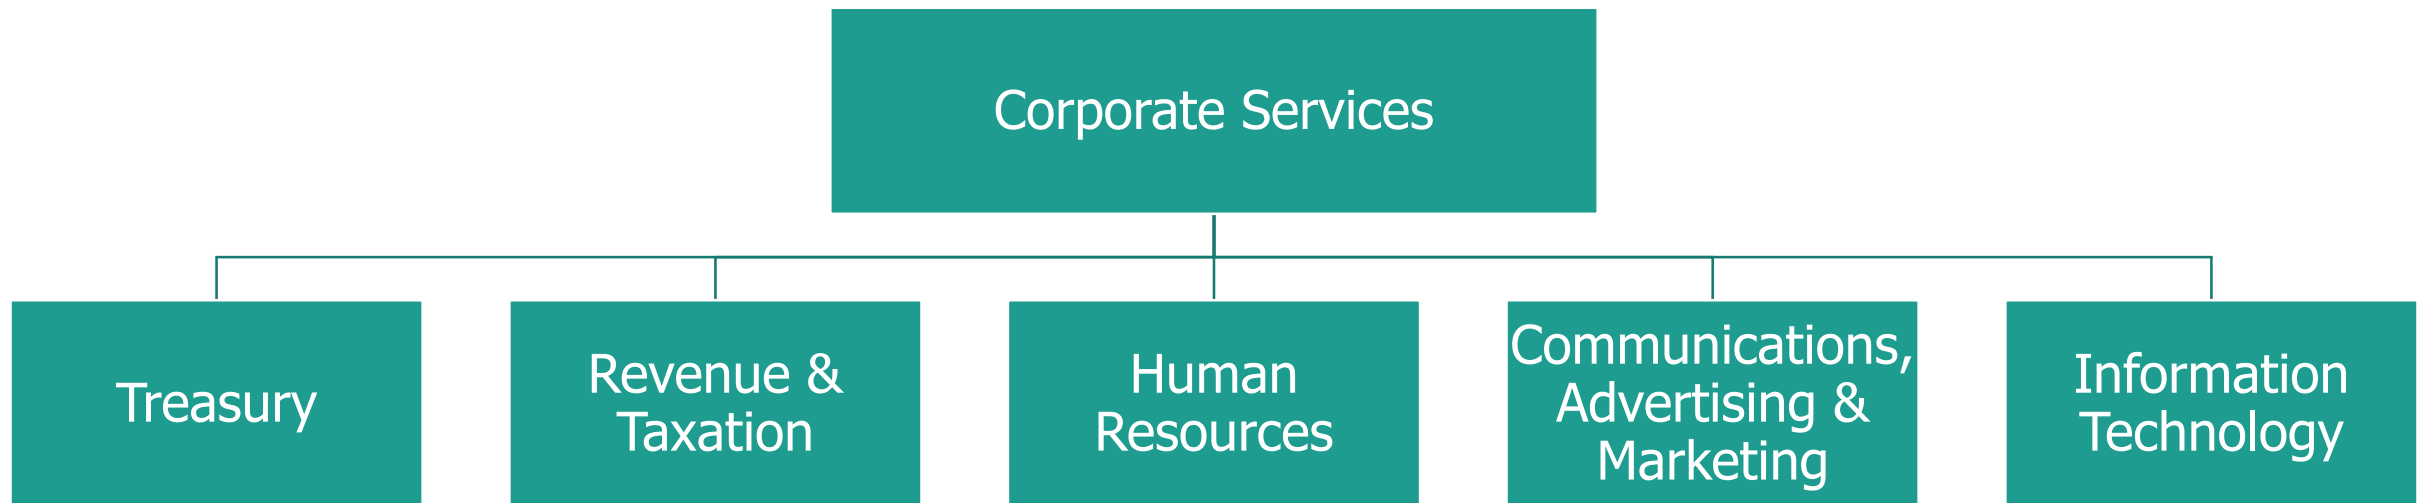 Corporate Services
Treasury
Revenue &
Taxation
Human
Resources
Communications,
Advertising &
Marketing
Information
Technology